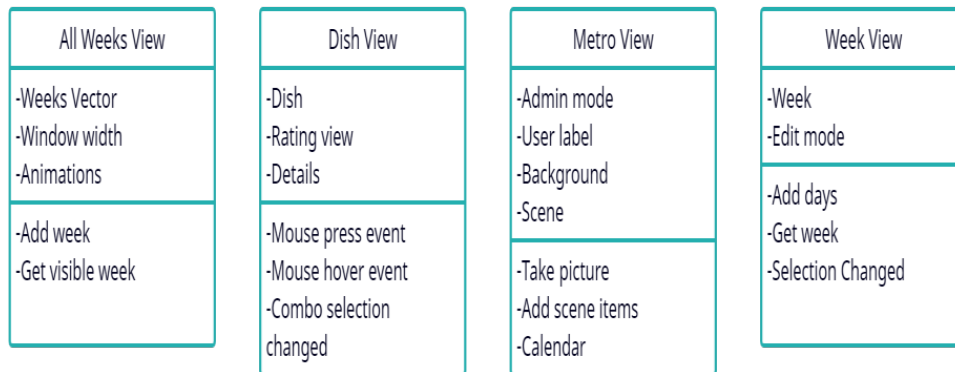 All Weeks View
-Weeks Vector
-Window width
-Animations
-Add week
-Get visible week
Dish View
-Dish
-Rating view
-Details
-Mouse press event
-Mouse hover event
-Combo selection
changed
Metro View
-Admin mode
-User label
-Background
-Scene
-Take picture
-Add scene items
-Calendar
Week View
-Week
-Edit mode
-Add days
-Get week
-Selection Changed